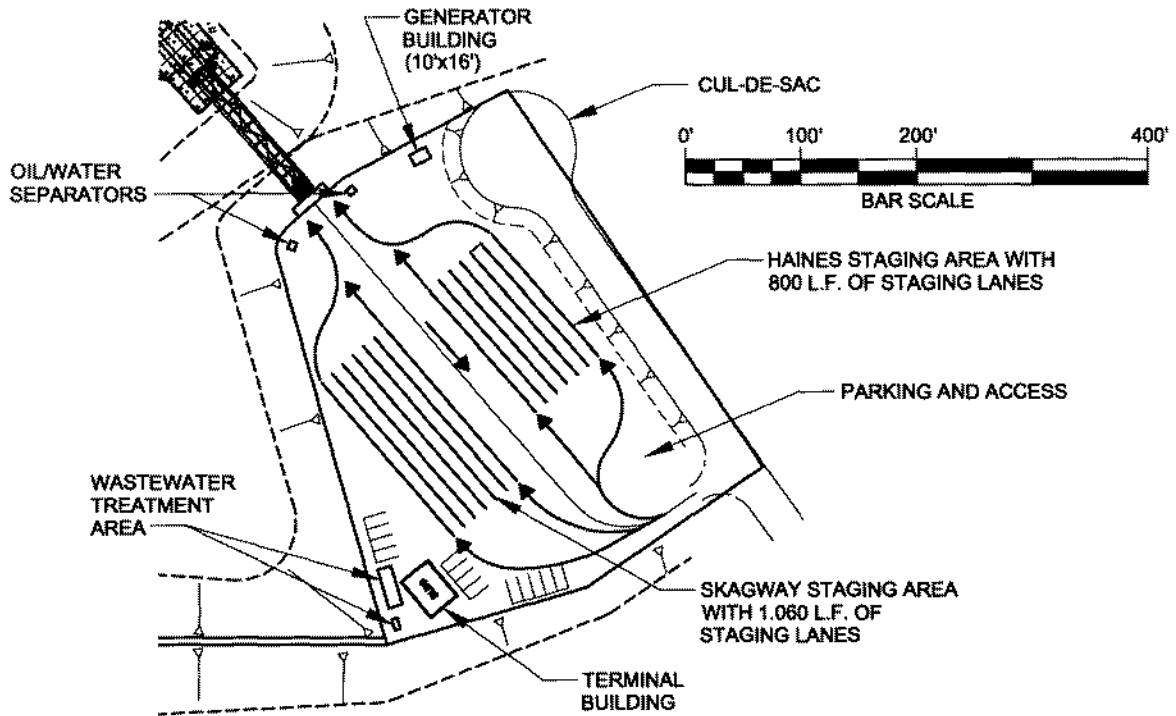 GENERATOR
BUILDING
(10'x16')
CUL-DE-SAC
0'
100'
200'
400'
BAR SCALE
OIL/WATER
SEPARATORS
HAINES STAGING AREA WITH
800 L.F. OF STAGING LANES
PARKING AND ACCESS
WASTEWATER
TREATMENT
AREA
SKAGWAY STAGING AREA
WITH 1.060 L.F. OF
STAGING LANES
TERMINAL
BUILDING